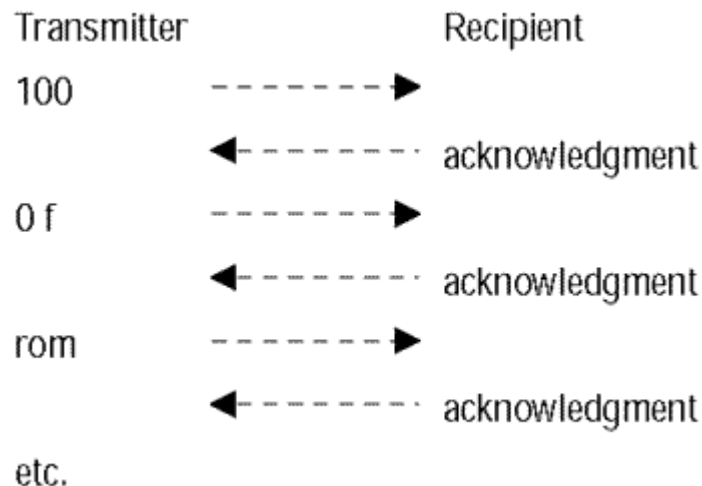 Transmitter Recipient
100
acknowledgment
0 f
acknowledgment
rom
acknowledgment
etc.